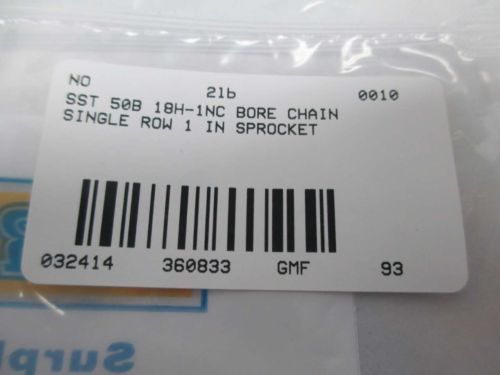 NO 21b 0010
SST 50B 18H-1NC BORE CHAIN
SINGLE ROW 1 IN SPROCKET
032414 360833 GMF 93
R
Surpl